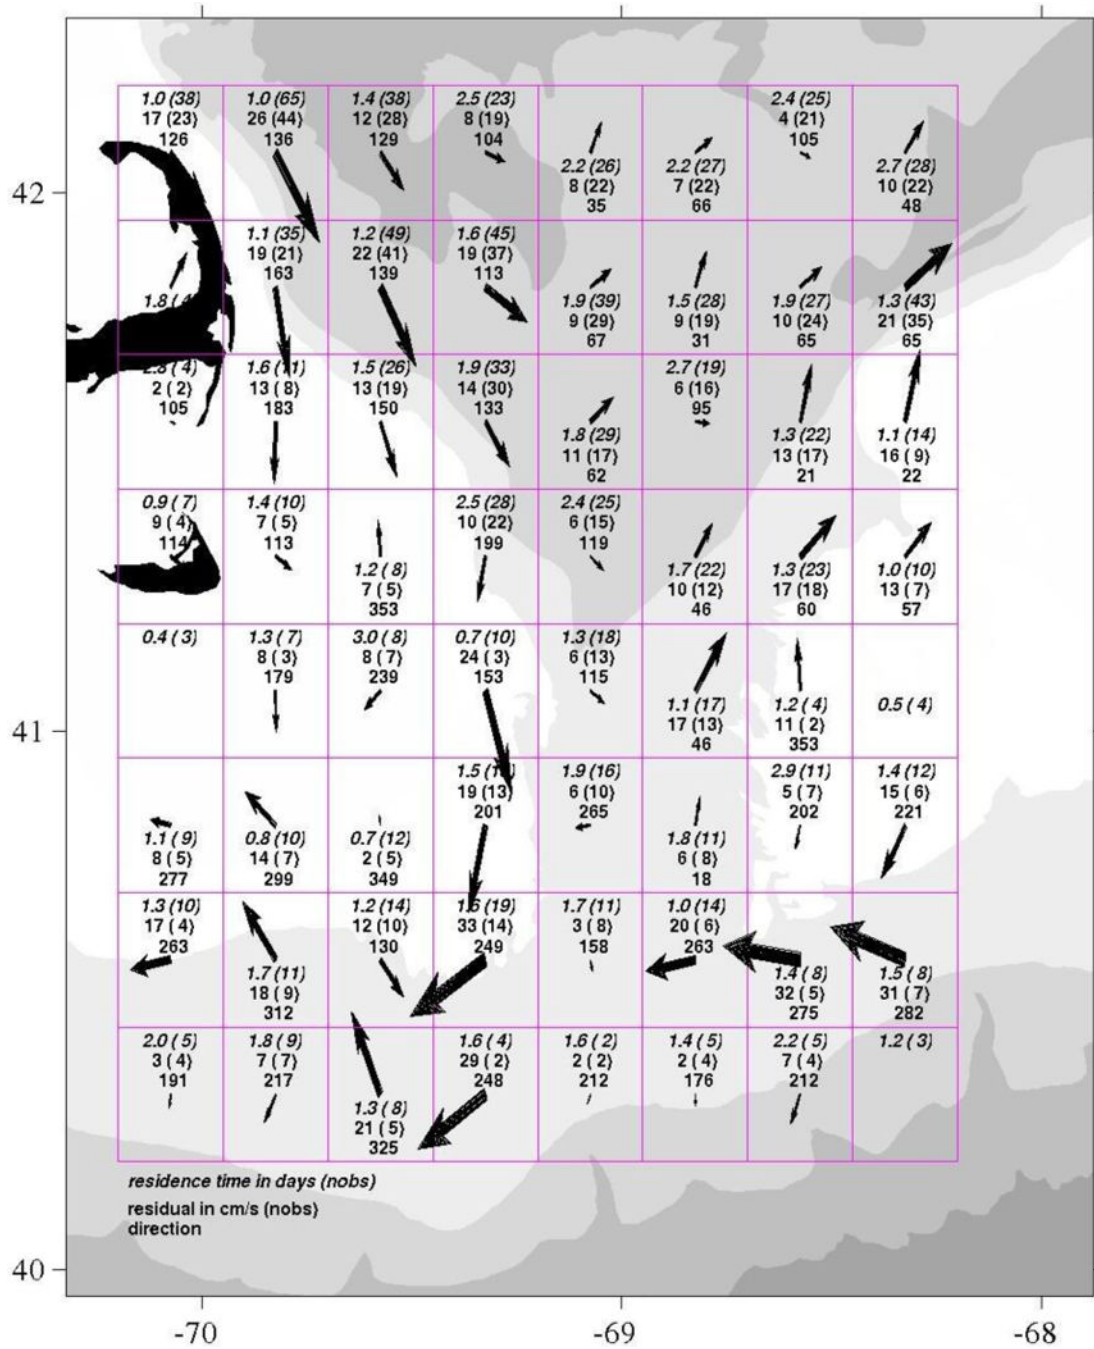 1.0 (38)
17 (23)
126
1.0 (65)
26 (44)
136
1.4 (38)
12 (28)
129
2.5 (23)
8 (19)
104
2.2 (26)
8 (22)
35
2.2 (27)
7 (22)
66
2.4 (25)
4 (21)
105
2.7 (28)
10 (22)
48
42
1.8 (4
1.1 (35)
19 (21)
163
1.2 (49)
22 (41)
139
1.6 (45)
19 (37)
113
1.9 (39)
9 (29)
67
1.5 (28)
9 (19)
31
1.9 (27)
10 (24)
65
1.3 (43)
21 (35)
65
2.8 (4)
2 ( 2)
105
1.6 (11)
13 ( 8)
183
1.5 (26)
13 (19)
150
1.9 (33)
14 (30)
133
1.8 (29)
11 (17)
62
2.7 (19)
6 (16)
95
1.3 (22)
13 (17)
21
1.1 (14)
16 ( 9)
22
0.9 ( 7)
9 ( 4)
114
1.4 (10)
7 ( 5)
113
1.2 ( 8)
7 ( 5)
353
2.5 (28)
10 (22)
199
2.4 (25)
6 (15)
119
1.7 (22)
10 (12)
46
1.3 (23)
17 (18)
60
1.0 (10)
13 ( 7)
57
0.4 ( 3)
1.3 ( 7)
8 ( 3)
179
3.0 ( 8)
8 ( 7)
239
0.7 (10)
24 ( 3)
153
1.3 (18)
6 (13)
115
1.1 (17)
17 (13)
46
1.2 ( 4)
11 ( 2)
353
0.5 ( 4)
41
1.1 ( 9)
8 ( 5)
277
0.8 (10)
14 ( 7)
299
0.7 (12)
2 ( 5)
349
1.5
19 (13)
201
1.9 (16)
6 (10)
265
1.8 (11)
6 ( 8)
18
2.9 (11)
5 ( 7)
202
1.4 (12)
15 ( 6)
221
1.3 (10)
17 ( 4)
263
1.7 (11)
18 ( 9)
312
1.2 (14)
12 (10)
130
1.5 (19)
33 (14)
249
1.7 (11)
3 ( 8)
158
1.0 (14)
20 ( 6)
263
1.4 ( 8)
32 ( 5)
275
1.5 ( 8)
31 ( 7)
282
2.0 ( 5)
3 ( 4)
191
1.8 ( 9)
7 ( 7)
217
1.3 ( 8)
21 ( 5)
325
1.6 ( 4)
29 ( 2)
248
1.6 ( 2)
2 ( 2)
212
1.4 ( 5)
2 ( 4)
176
2.2 ( 5)
7 ( 4)
212
1.2 ( 3)
residence time in days (nobs)
residual in cm/s (nobs)
direction
40
-70
-69
-68